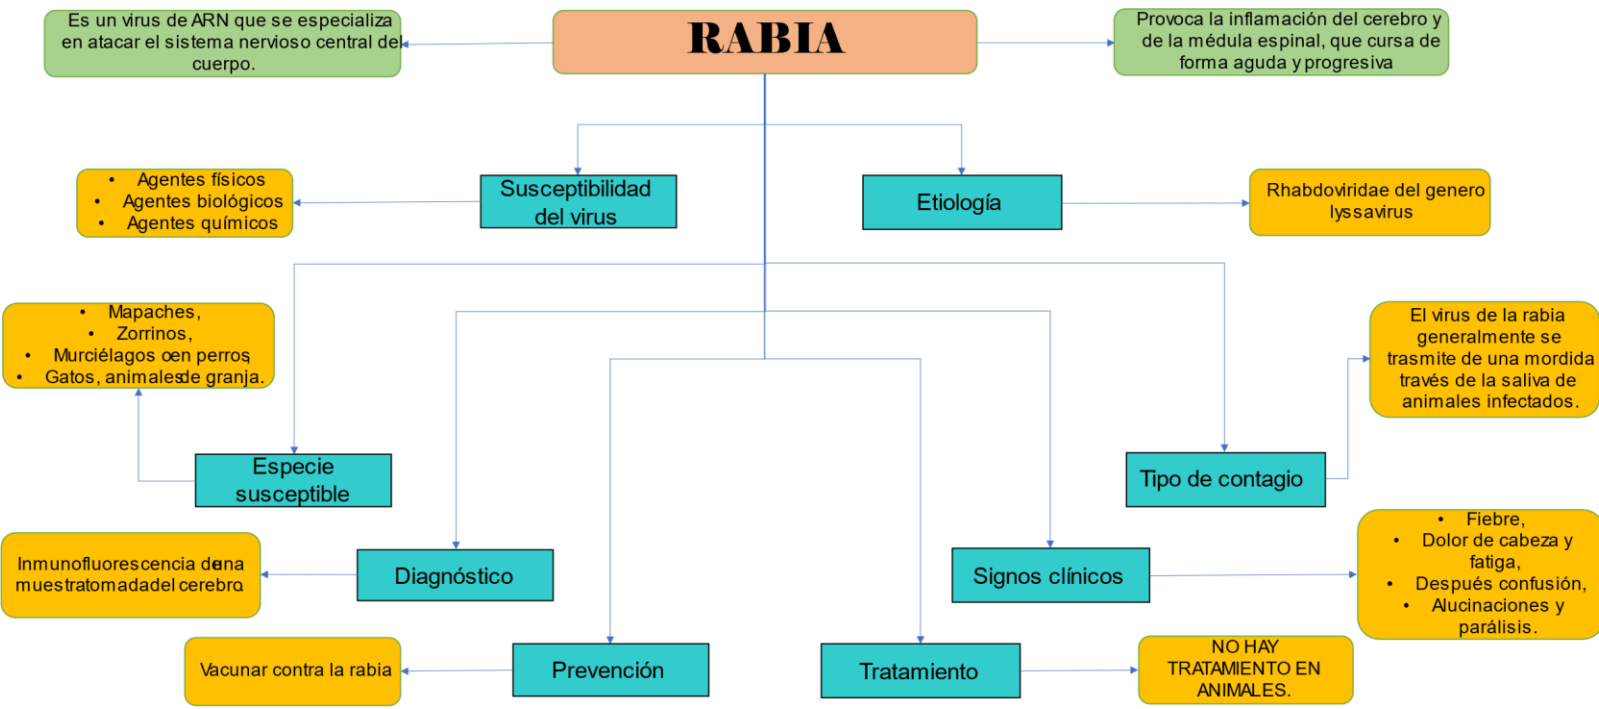 Es un virus de ARN que se especializa
en atacar el sistema nervioso central del
cuerpo.
RABIA
Provoca la inflamación del cerebro y
de la médula espinal, que cursa de
forma aguda y progresiva
• Agentes físicos
• Agentes biológicos
• Agentes químicos
Susceptibilidad
del virus
Etiología
Rhabdoviridae del genero
lyssavirus
• Mapaches,
• Zorrinos,
• Murciélagos o en perros,
• Gatos, animales de granja.
El virus de la rabia
generalmente se
trasmite de una mordida
través de la saliva de
animales infectados.
Especie
susceptible
Tipo de contagio
Inmunofluorescencia de una
muestra tomada del cerebro.
Diagnóstico
Signos clínicos
• Fiebre,
• Dolor de cabeza y
fatiga,
• Después confusión,
• Alucinaciones y
parálisis.
Vacunar contra la rabia
Prevención
Tratamiento
NO HAY
TRATAMIENTO EN
ANIMALES.